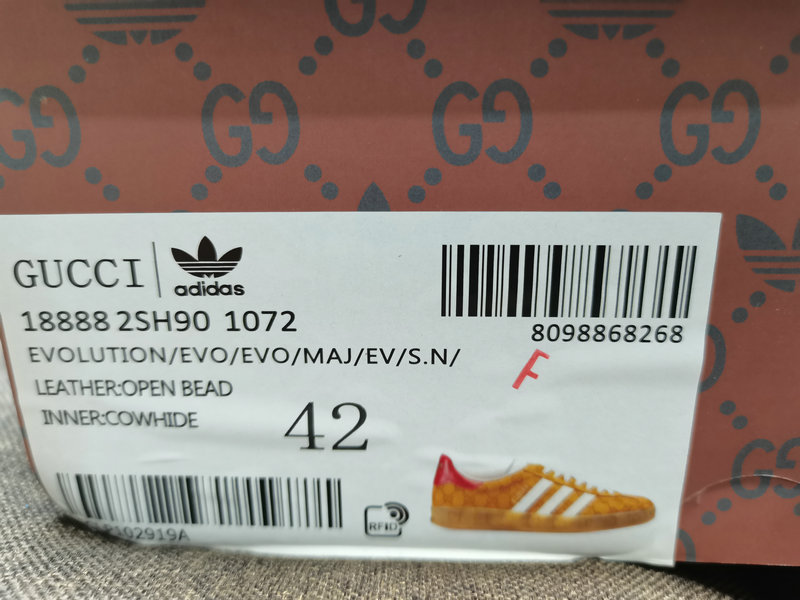 GUCCI adidas
18888 2SH90 1072
8098868268
EVOLUTION/EVO/EVO/MAJ/EV/S.N/
F
LEATHER:OPEN BEAD
INNER:COWHIDE
42
RFID